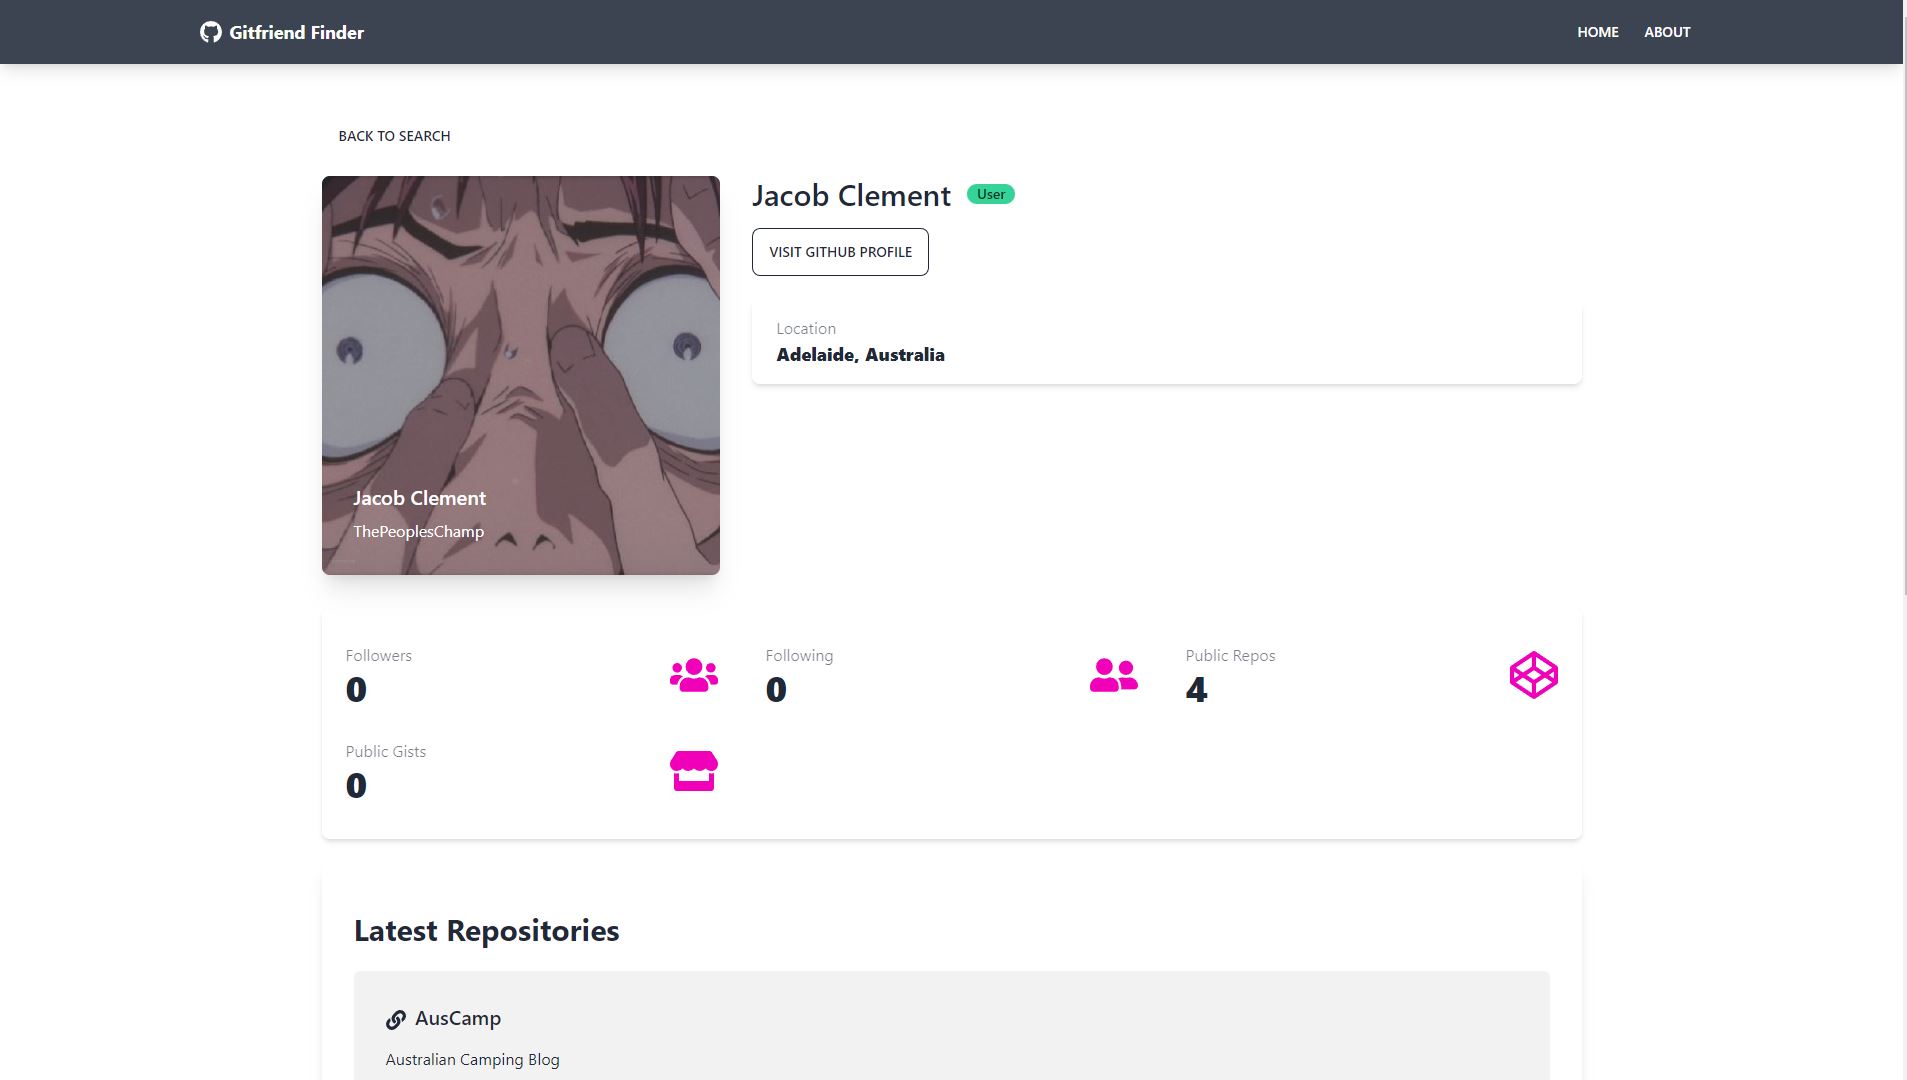 Gitfriend Finder
HOME
ABOUT
BACK TO SEARCH
Jacob Clement
User
VISIT GITHUB PROFILE
Location
Adelaide, Australia
Jacob Clement
ThePeoplesChamp
Followers
0
Following
0
Public Repos
4
Public Gists
0
Latest Repositories
AusCamp
Australian Camping Blog